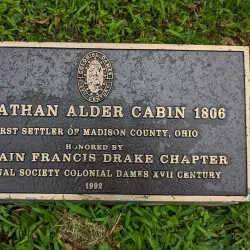 ATHAN ALDER CABIN 1806
RST SETTLER OF MADISON COUNTY, OHIO
HONORED BY
AIN FRANCIS DRAKE CHAPTER
NAL SOCIETY COLONIAL DAMES XVII CENTURY
1992